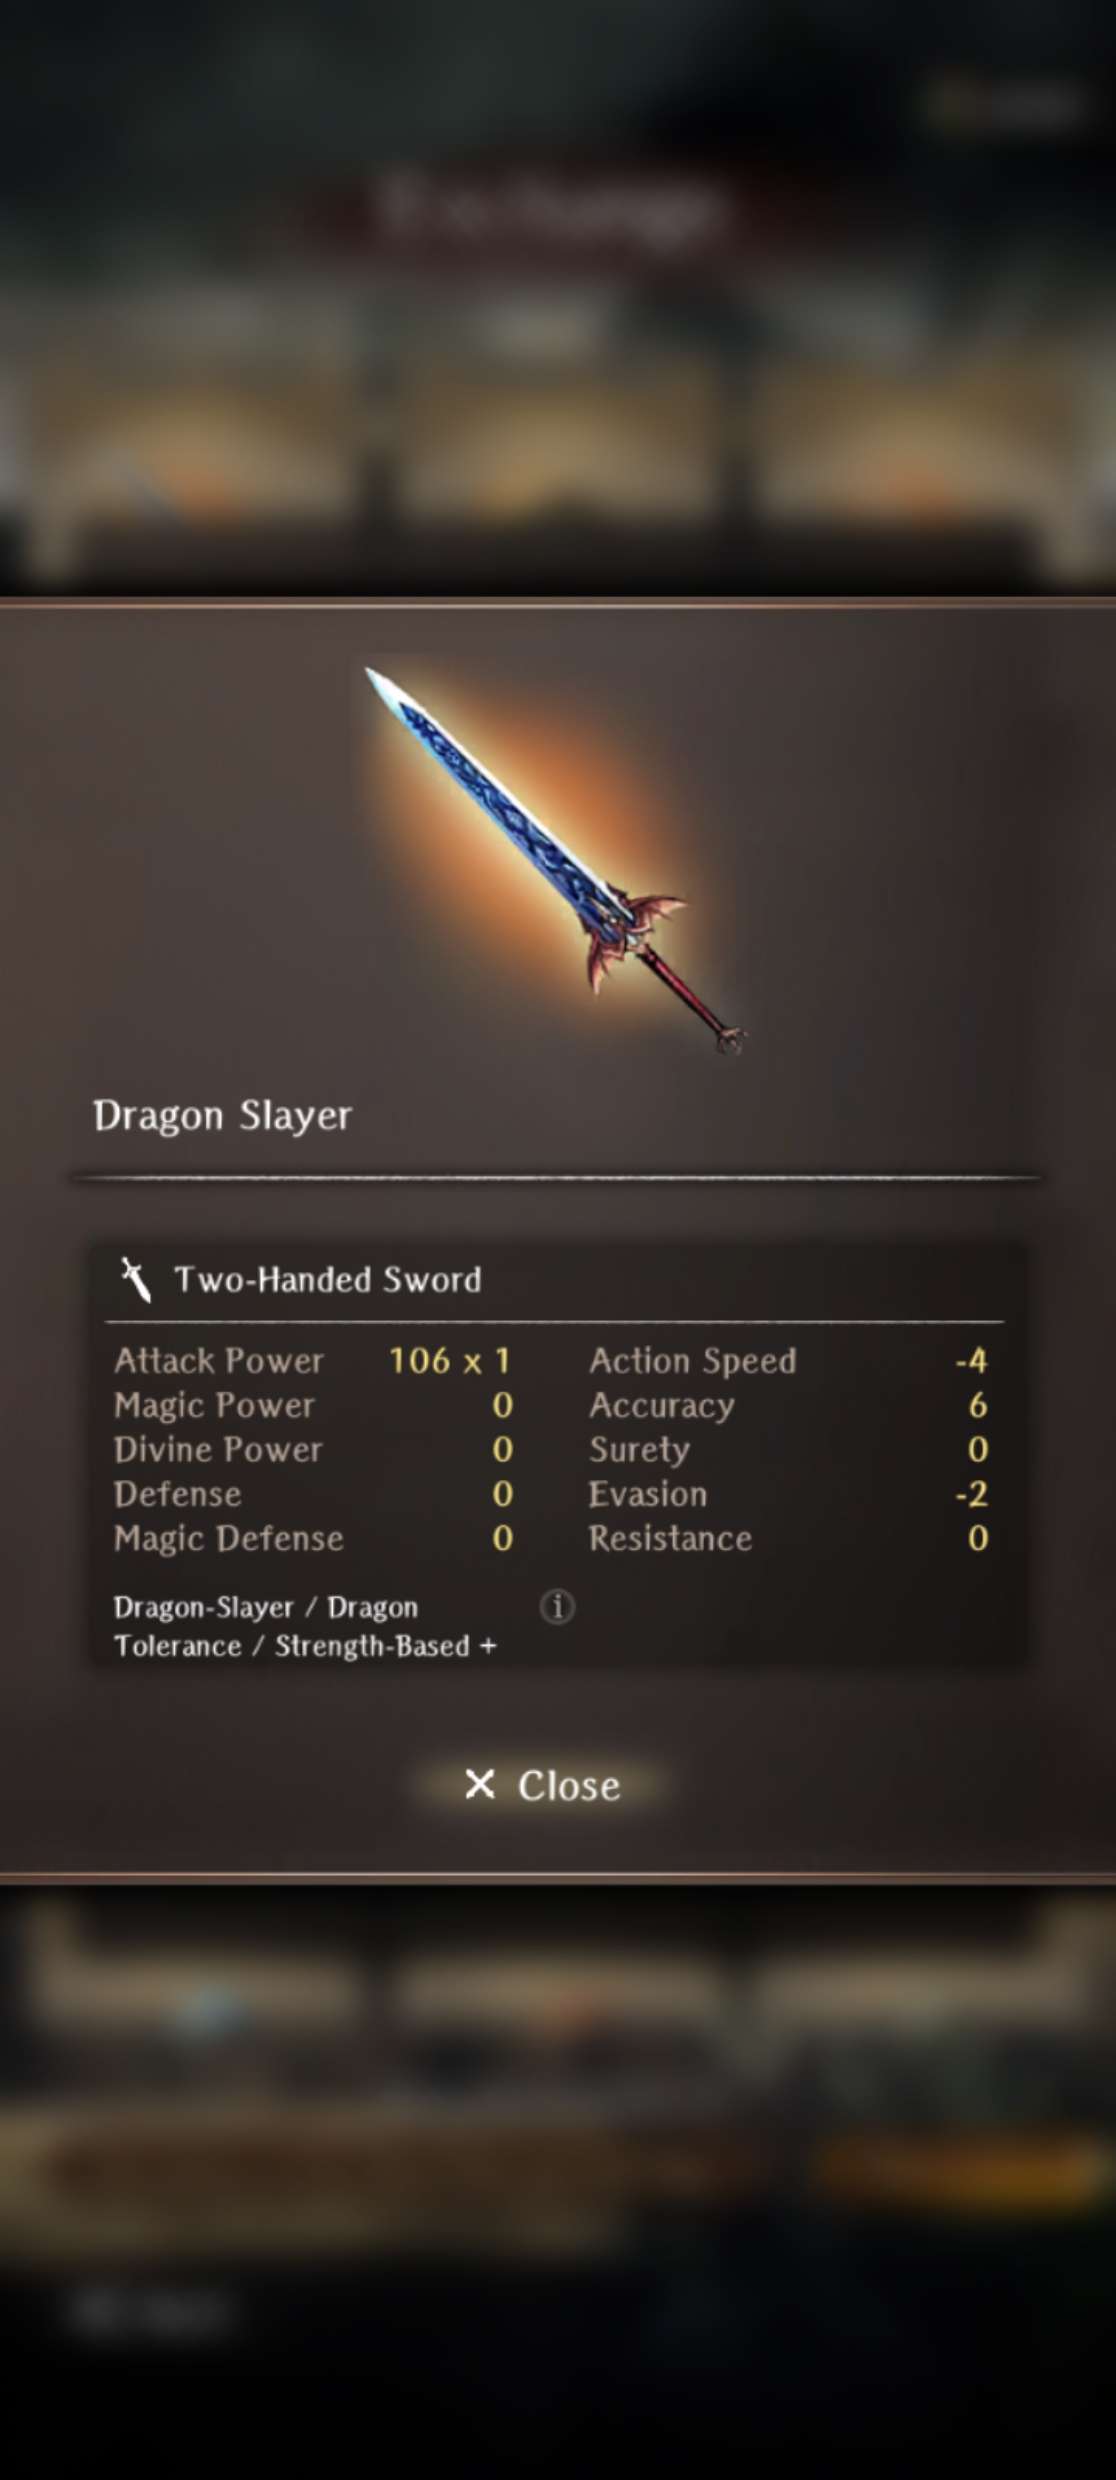 Exchange
Dragon Slayer
Two-Handed Sword
Attack Power 106 x 1 Action Speed -4
Magic Power 0 Accuracy 6
Divine Power 0 Surety 0
Defense 0 Evasion -2
Magic Defense 0 Resistance 0
Dragon-Slayer / Dragon
Tolerance / Strength-Based +
Close